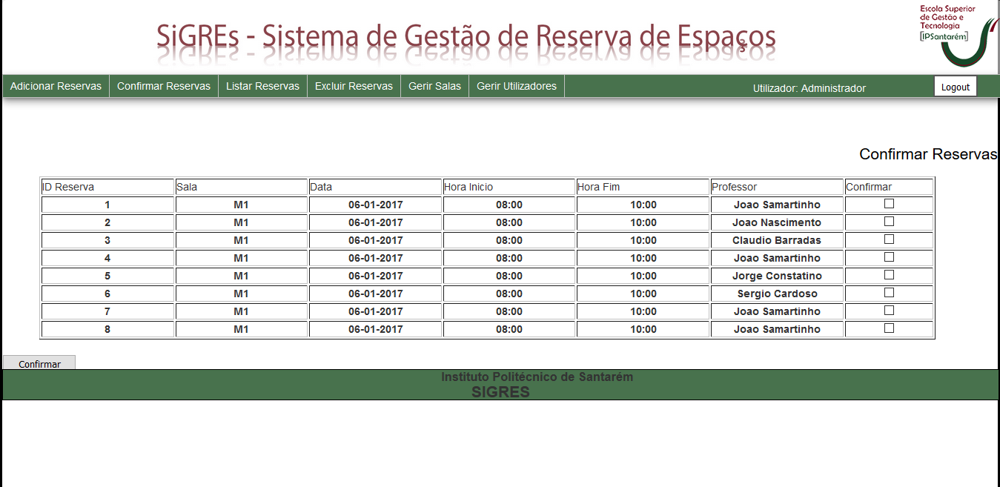 SiGREs - Sistema de Gestão de Reserva de Espaços
Escola Superior
de Gestão e
Tecnologia
[IPSantarém]
Adicionar Reservas Confirmar Reservas Listar Reservas Excluir Reservas Gerir Salas Gerir Utilizadores Utilizador: Administrador Logout
Confirmar Reservas
ID Reserva Sala Data Hora Inicio Hora Fim Professor Confirmar
1 M1 06-01-2017 08:00 10:00 Joao Samartinho
2 M1 06-01-2017 08:00 10:00 Joao Nascimento
3 M1 06-01-2017 08:00 10:00 Claudio Barradas
4 M1 06-01-2017 08:00 10:00 Joao Samartinho
5 M1 06-01-2017 08:00 10:00 Jorge Constatino
6 M1 06-01-2017 08:00 10:00 Sergio Cardoso
7 M1 06-01-2017 08:00 10:00 Joao Samartinho
8 M1 06-01-2017 08:00 10:00 Joao Samartinho
Confirmar
Instituto Politécnico de Santarém
SIGRES